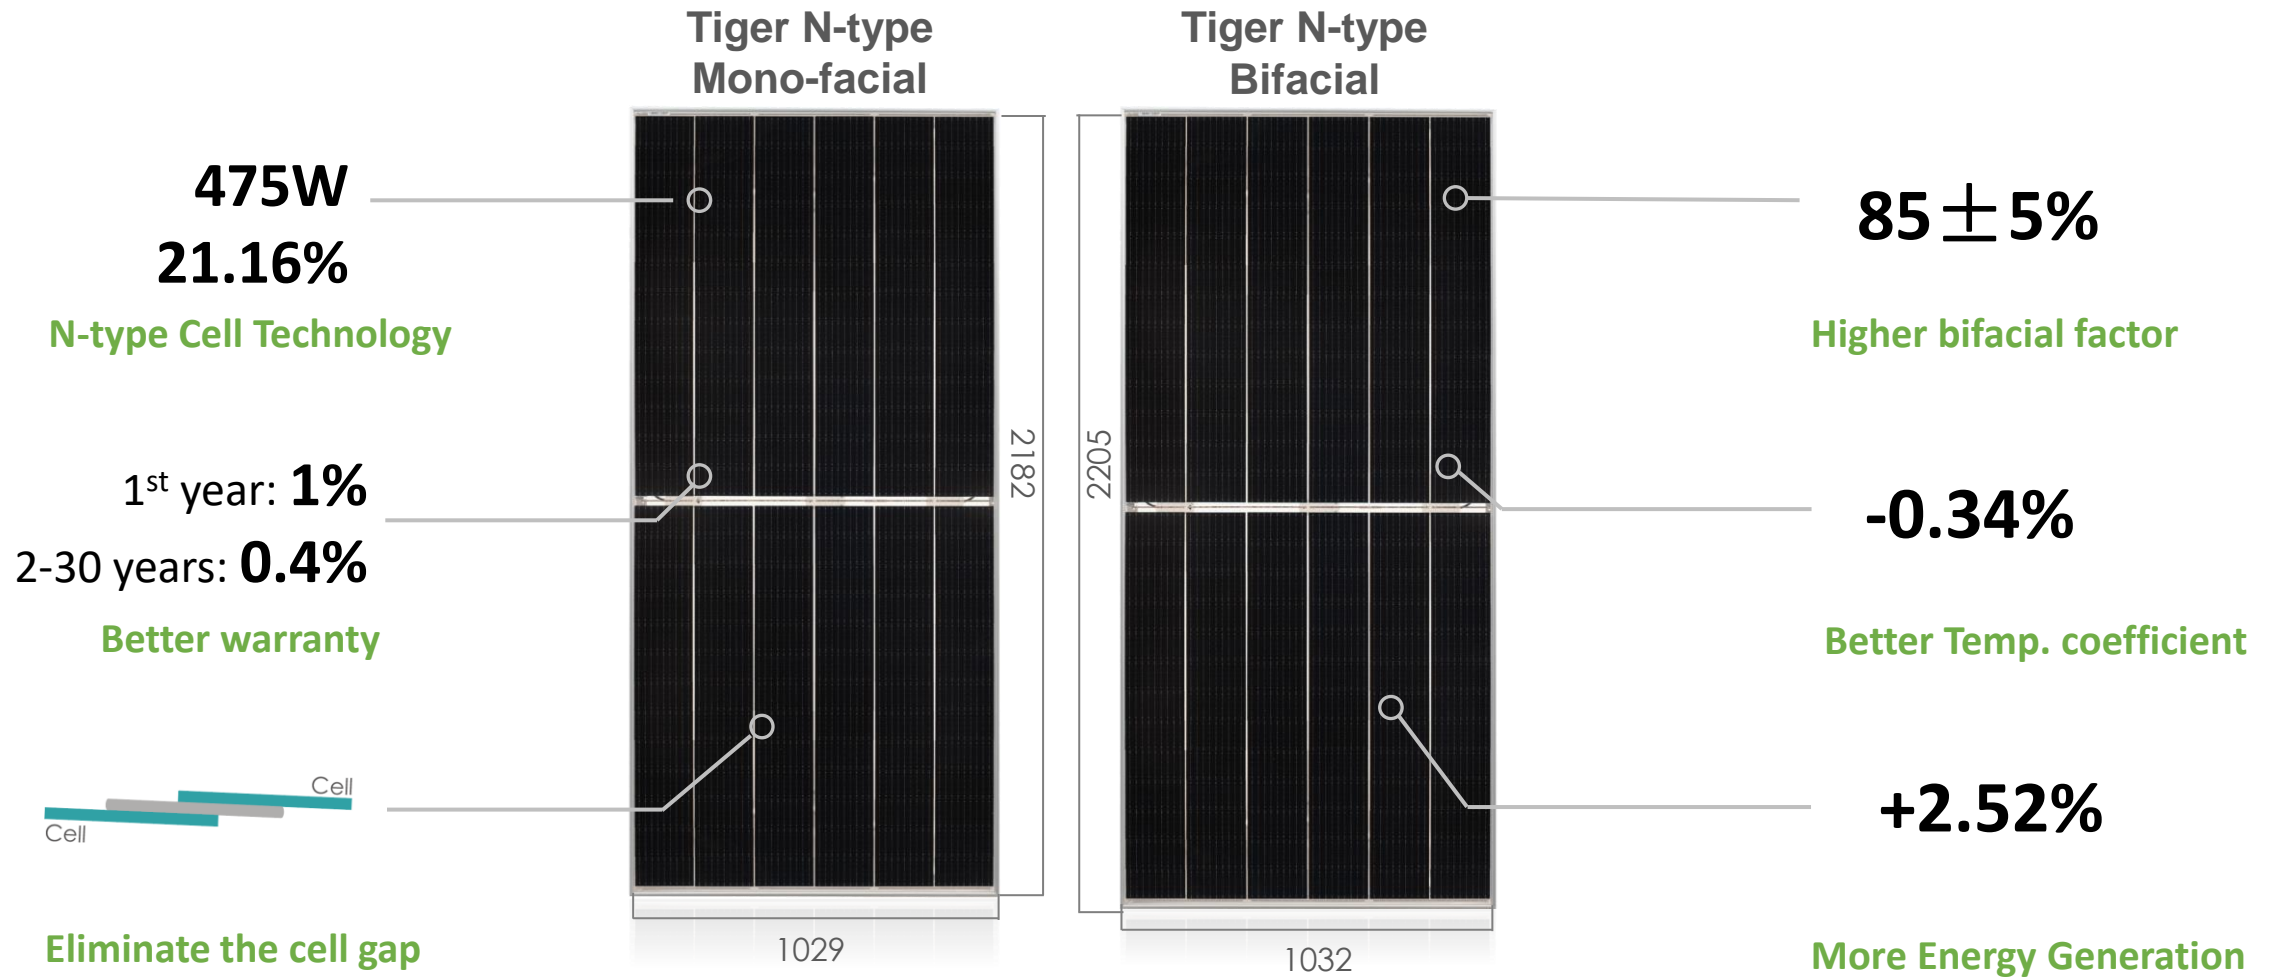 Tiger N-type
Mono-facial
Tiger N-type
Bifacial
475W
21.16%
N-type Cell Technology
1st year: 1%
2-30 years: 0.4%
Better warranty
Cell
Cell
Eliminate the cell gap
2182
1029
2205
1032
85±5%
Higher bifacial factor
-0.34%
Better Temp. coefficient
+2.52%
More Energy Generation